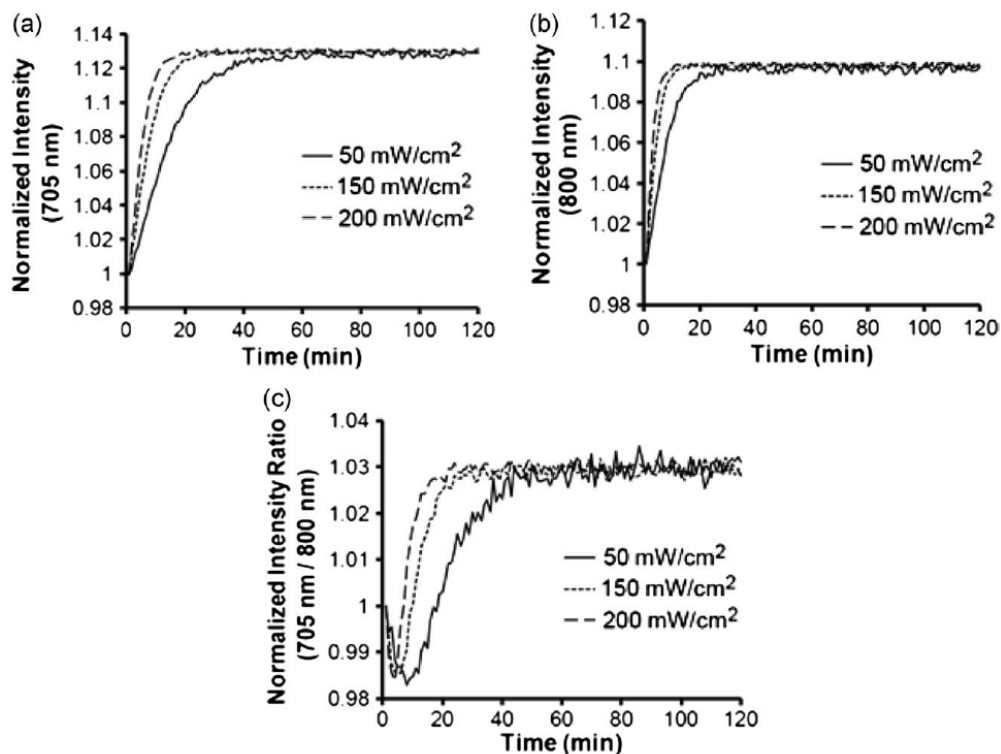 (a)
Normalized Intensity
(705 nm)
1.14
1.12
1.1
1.08
1.06
1.04
1.02
1
0.98
50 mW/cm²
150 mW/cm²
200 mW/cm²
0 20 40 60 80 100 120
Time (min)
(b)
Normalized Intensity
(800 nm)
1.12
1.1
1.08
1.06
1.04
1.02
1
0.98
50 mW/cm²
150 mW/cm²
200 mW/cm²
0 20 40 60 80 100 120
Time (min)
(c)
Normalized Intensity Ratio
(705 nm / 800 nm)
1.04
1.03
1.02
1.01
1
0.99
0.98
50 mW/cm²
150 mW/cm²
200 mW/cm²
0 20 40 60 80 100 120
Time (min)